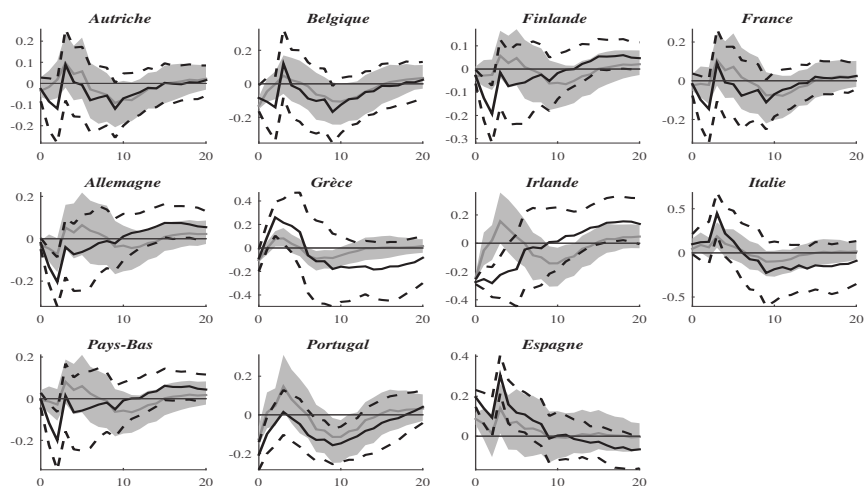 Autriche Belgique Finlande France
0.2 0.2 0.1 0.2
0.1 0 0 0.1
0 -0.2 -0.1 0
-0.1 -0.3 -0.1
-0.2 -0.2
0 10 20 0 10 20 0 10 20 0 10 20
Allemagne Grèce Irlande Italie
0.2 0.4 0.2 0.5
0 0.2 0 0
-0.2 0 -0.2 -0.5
-0.2 -0.4
-0.4
0 10 20 0 10 20 0 10 20 0 10 20
Pays-Bas Portugal Espagne
0.2 0.2 0.4
0 0 0.2
-0.2 -0.2 0
0 10 20 0 10 20 0 10 20